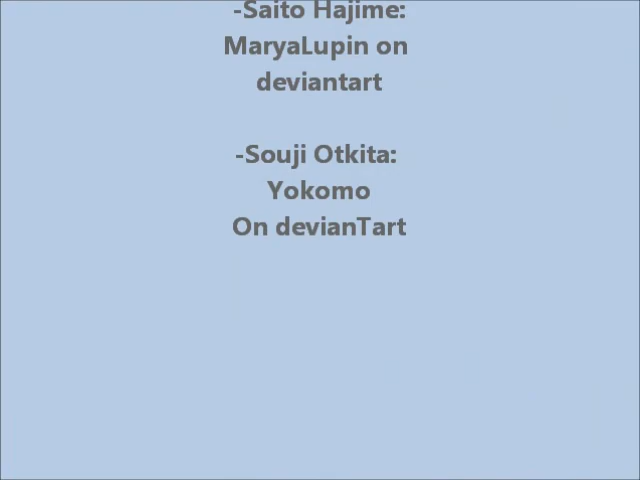 -Saito Hajime:
MaryaLupin on
deviantart
-Souji Otkita:
Yokomo
On devianTart